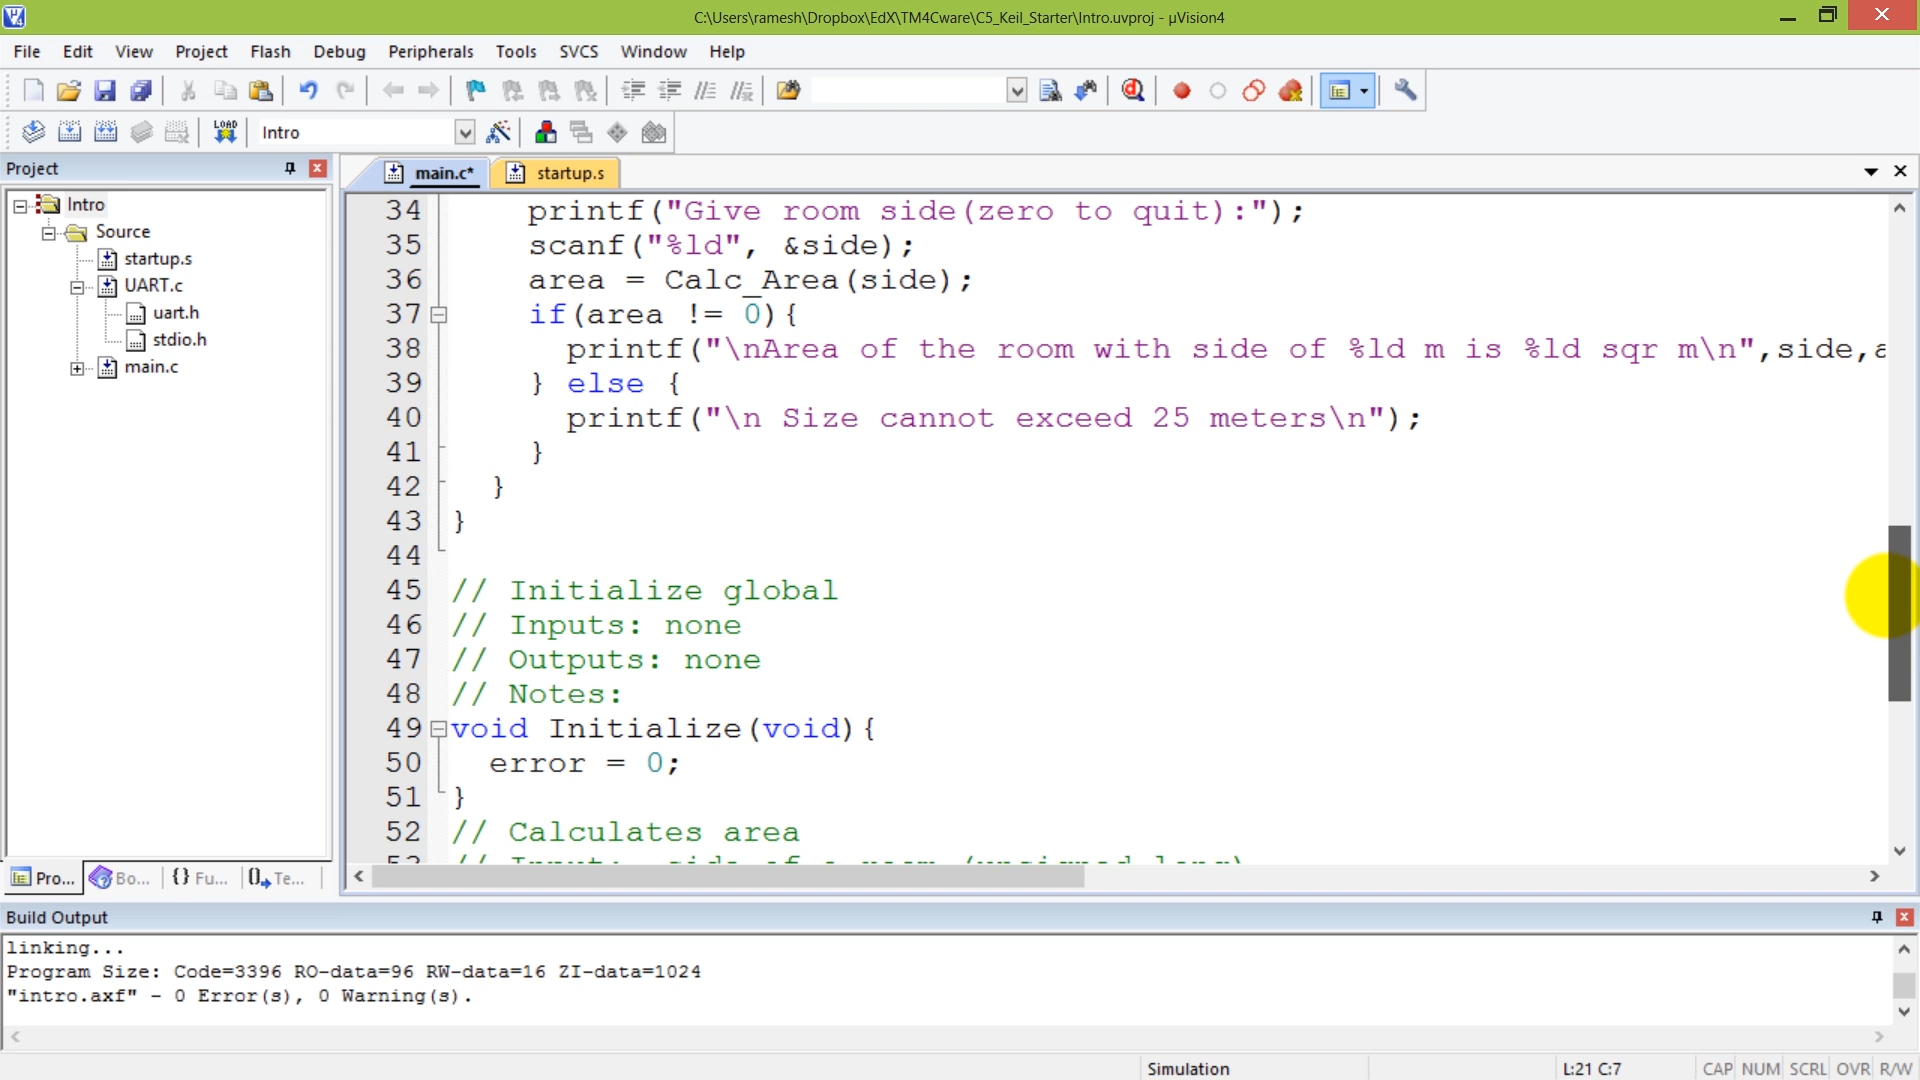 C:\Users\ramesh\Dropbox\EdX\TM4Cware\C5_Keil_Starter\Intro.uvproj - µVision4
File Edit View Project Flash Debug Peripherals Tools SVCS Window Help
LOAD Intro
Project
main.c* startup.s
Intro
Source
startup.s
UART.c
uart.h
stdio.h
main.c
34 printf("Give room side(zero to quit):");
35 scanf("%ld", &side);
36 area = Calc_Area(side);
37 if(area != 0){
38 printf("\nArea of the room with side of %ld m is %ld sqr m\n",side,a
39 } else {
40 printf("\n Size cannot exceed 25 meters\n");
41 }
42 }
43 }
44
45 // Initialize global
46 // Inputs: none
47 // Outputs: none
48 // Notes:
49 void Initialize(void){
50 error = 0;
51 }
52 // Calculates area
Pro... Bo... {} Fu... Te...
Build Output
linking...
Program Size: Code=3396 RO-data=96 RW-data=16 ZI-data=1024
"intro.axf" - 0 Error(s), 0 Warning(s).
Simulation L:21 C:7 CAP NUM SCRL OVR R/W